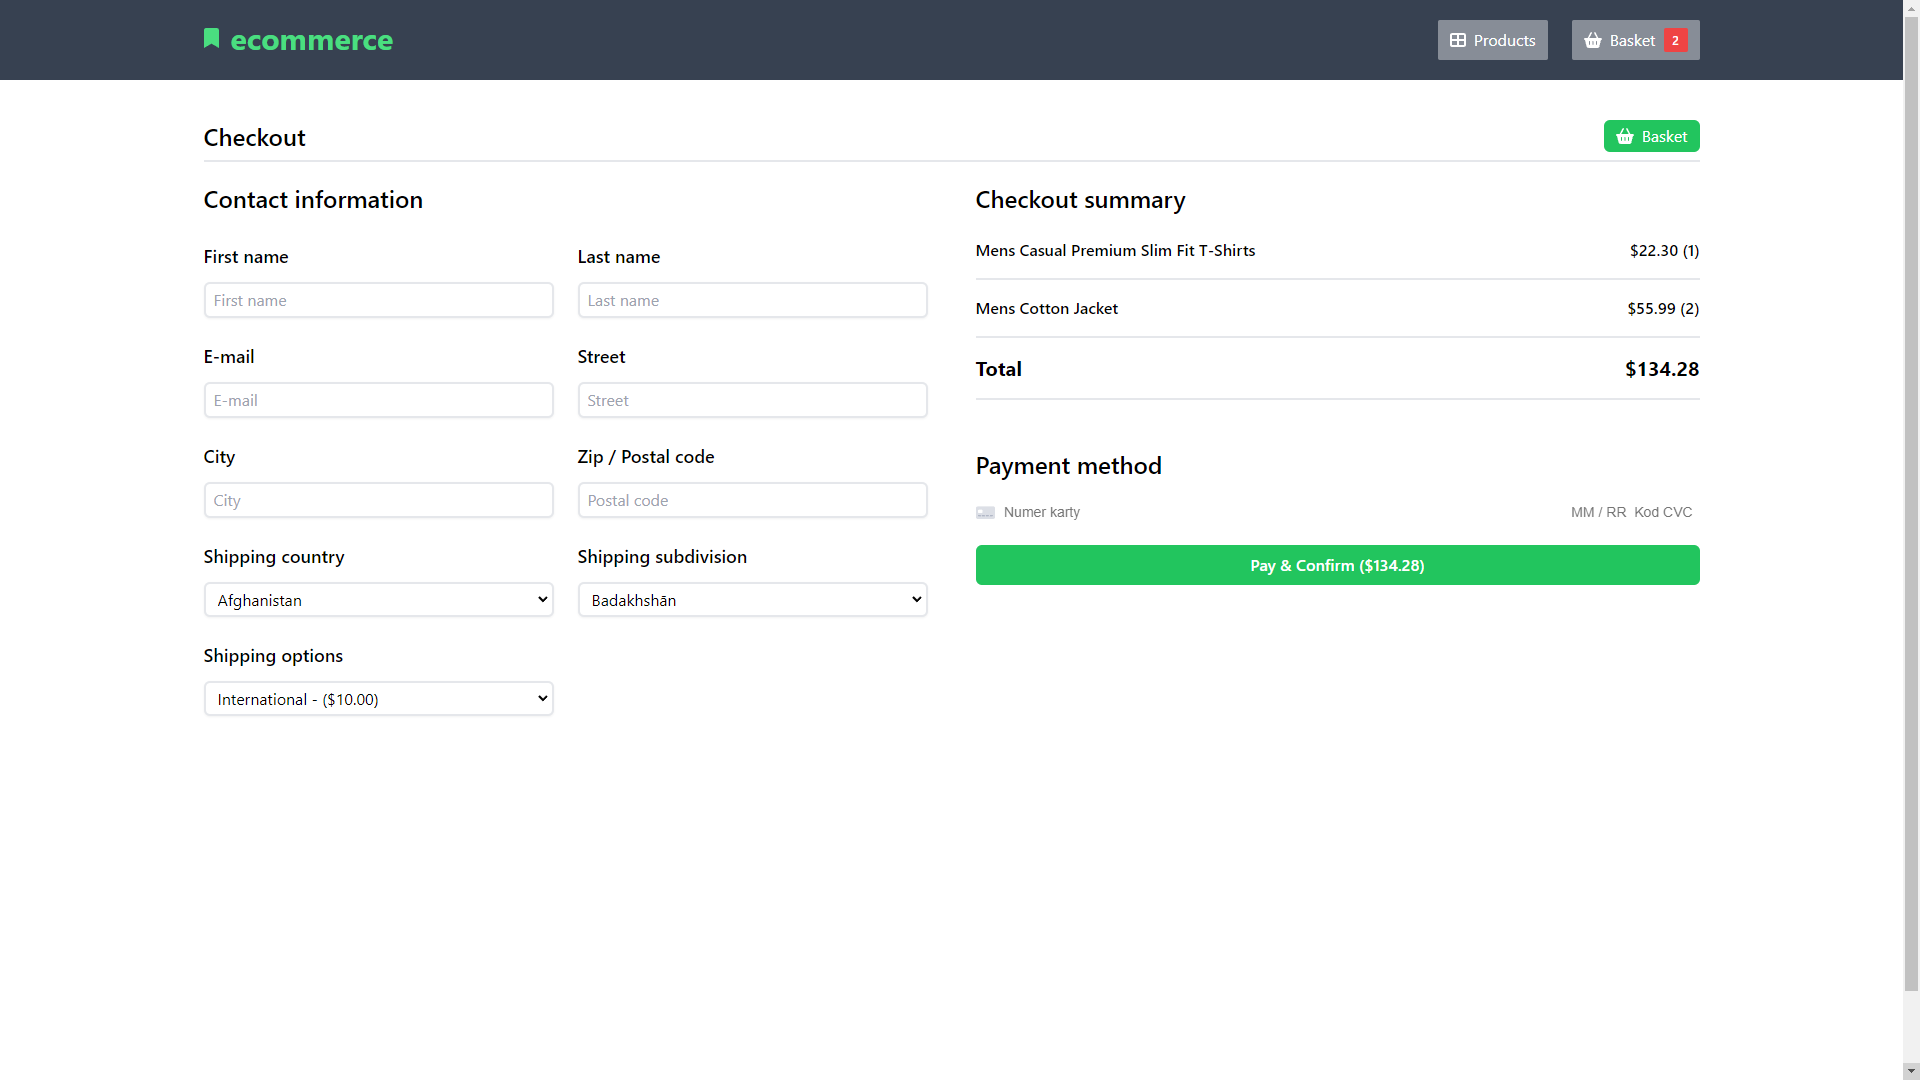 ecommerce
Products
Basket 2
Checkout
Basket
Contact information
First name
Last name
First name
Last name
E-mail
Street
E-mail
Street
City
Zip / Postal code
City
Postal code
Shipping country
Shipping subdivision
Afghanistan
Badakhshān
Shipping options
International - ($10.00)
Checkout summary
Mens Casual Premium Slim Fit T-Shirts $22.30 (1)
Mens Cotton Jacket $55.99 (2)
Total $134.28
Payment method
Numer karty MM / RR Kod CVC
Pay & Confirm ($134.28)